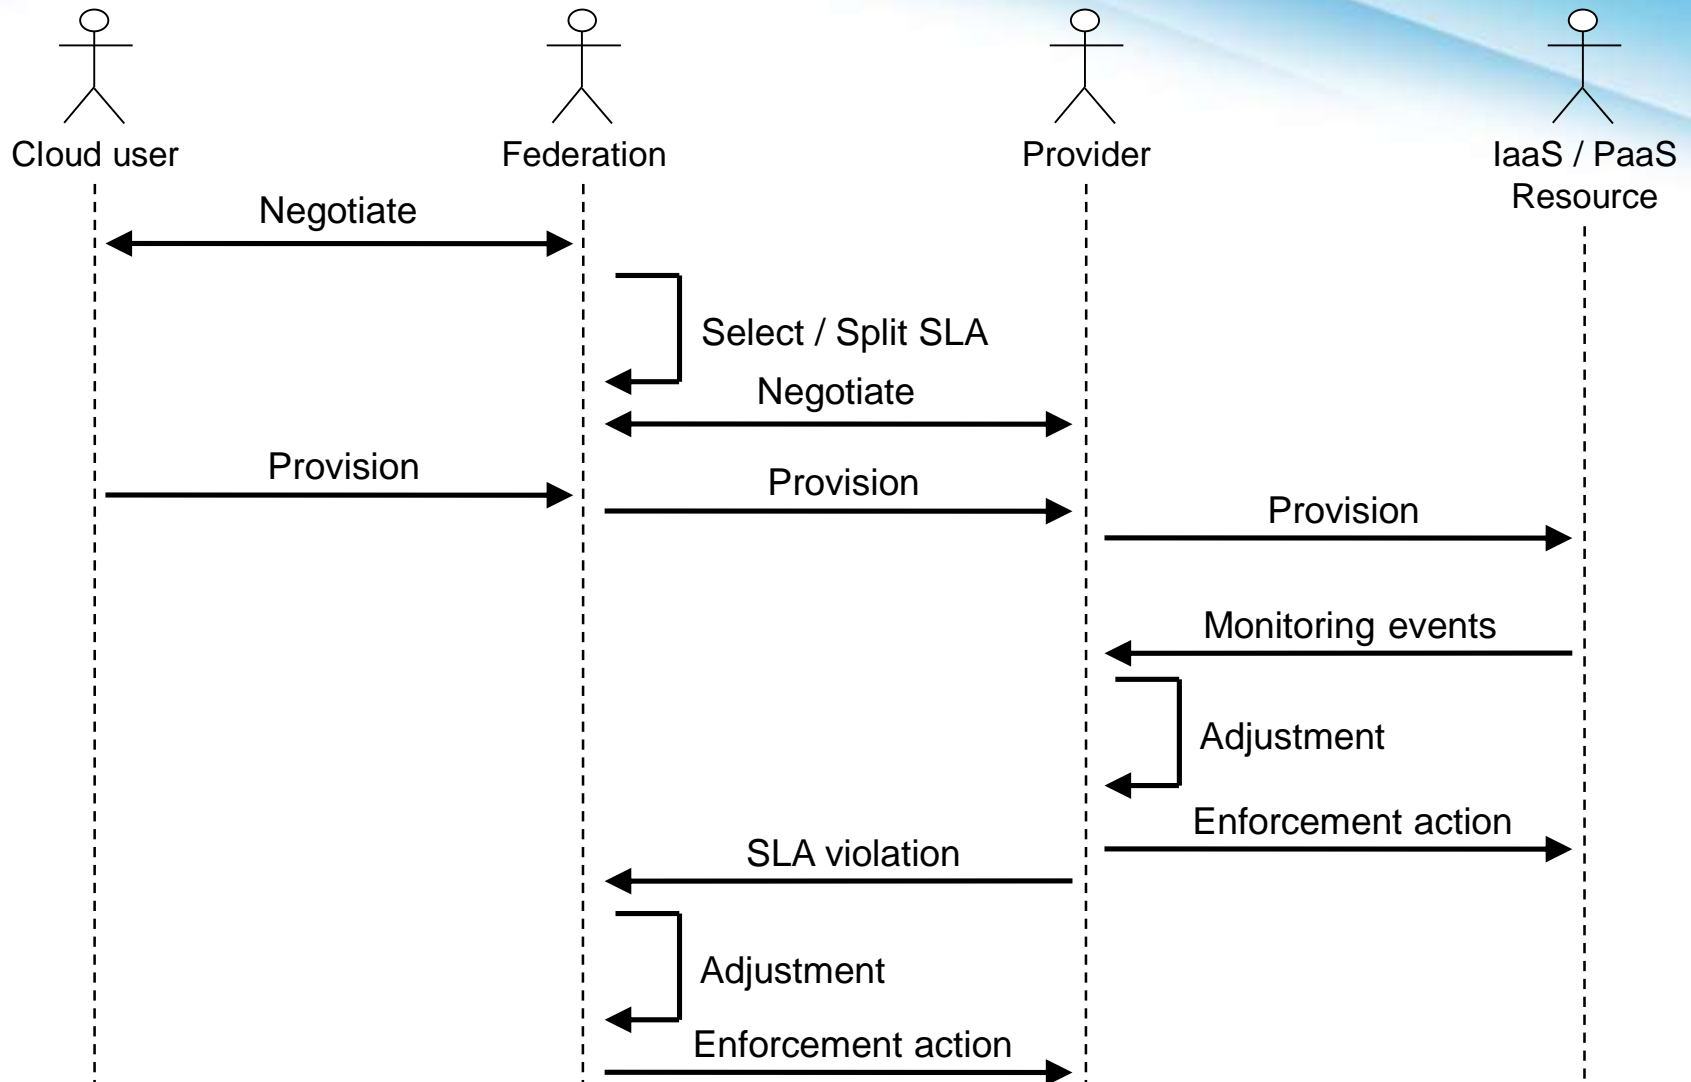 Cloud user
Federation
Provider
IaaS / PaaS
Resource
Negotiate
Select / Split SLA
Negotiate
Provision
Provision
Provision
Monitoring events
Adjustment
Enforcement action
SLA violation
Adjustment
Enforcement action